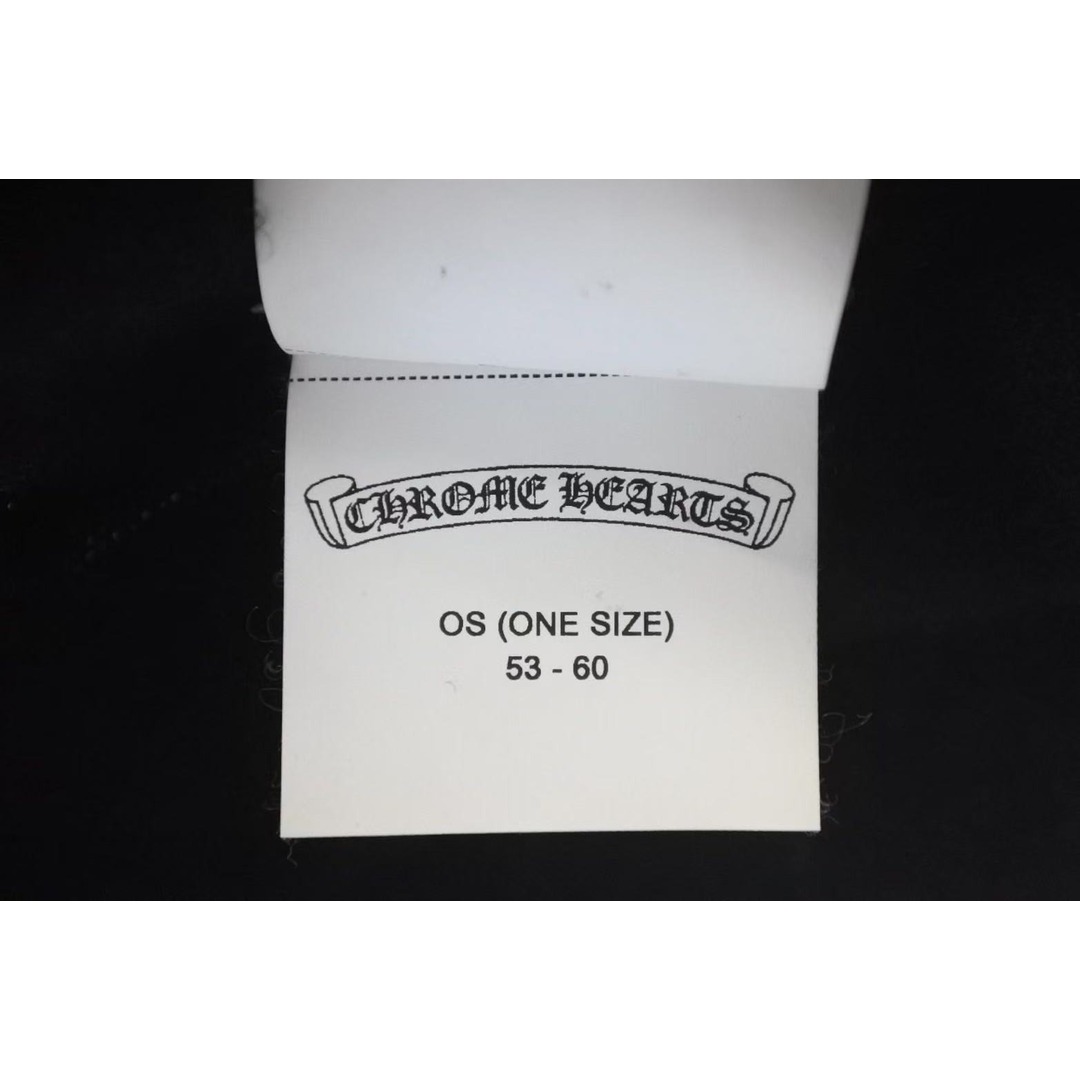 CHROME HEARTS
OS (ONE SIZE)
53 - 60